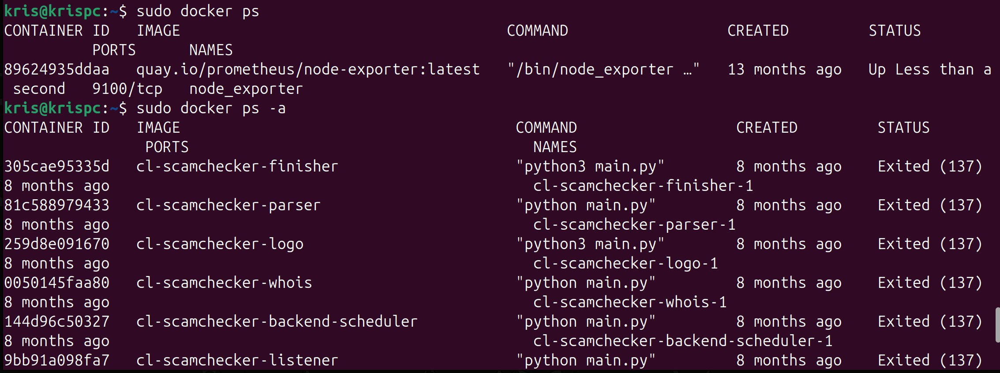 kris@krispc:~$ sudo docker ps
CONTAINER ID   IMAGE                                     COMMAND                  CREATED         STATUS
          PORTS      NAMES
89624935ddaa   quay.io/prometheus/node-exporter:latest   "/bin/node_exporter …"   13 months ago   Up Less than a
 second   9100/tcp   node_exporter
kris@krispc:~$ sudo docker ps -a
CONTAINER ID   IMAGE                                      COMMAND                  CREATED         STATUS
                PORTS                                       NAMES
305cae95335d   cl-scamchecker-finisher                    "python3 main.py"        8 months ago    Exited (137)
8 months ago                                                cl-scamchecker-finisher-1
81c588979433   cl-scamchecker-parser                      "python main.py"         8 months ago    Exited (137)
8 months ago                                                cl-scamchecker-parser-1
259d8e091670   cl-scamchecker-logo                        "python3 main.py"        8 months ago    Exited (137)
8 months ago                                                cl-scamchecker-logo-1
0050145faa80   cl-scamchecker-whois                       "python main.py"         8 months ago    Exited (137)
8 months ago                                                cl-scamchecker-whois-1
144d96c50327   cl-scamchecker-backend-scheduler           "python main.py"         8 months ago    Exited (137)
8 months ago                                                cl-scamchecker-backend-scheduler-1
9bb91a098fa7   cl-scamchecker-listener                    "python main.py"         8 months ago    Exited (137)